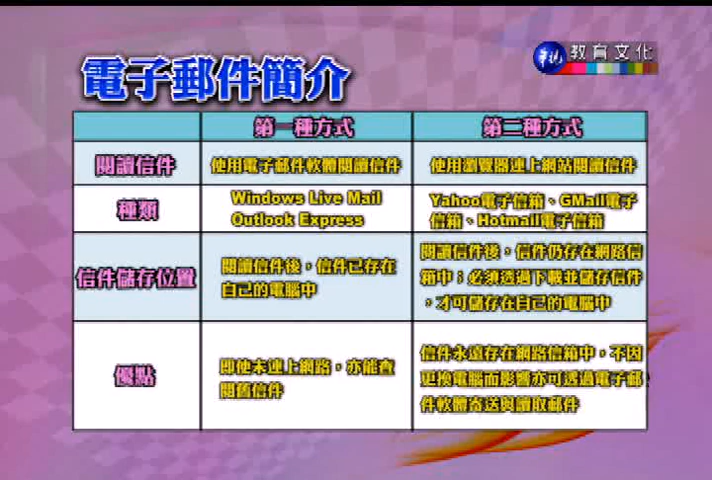 華視 教育文化
電子郵件簡介
第一種方式
第二種方式
閱讀信件
使用電子郵件軟體閱讀信件
使用瀏覽器連上網站閱讀信件
種類
Windows Live Mail
Outlook Express
Yahoo電子信箱、GMail電子
信箱、Hotmail電子信箱
信件儲存位置
閱讀信件後，信件已存在
自己的電腦中
閱讀信件後，信件仍存在網路信
箱中；必須透過下載並儲存信件
，才可儲存在自己的電腦中
優點
即使未連上網路，亦能查
閱舊信件
信件永遠存在網路信箱中，不因
更換電腦而影響亦可透過電子郵
件軟體寄送與讀取郵件